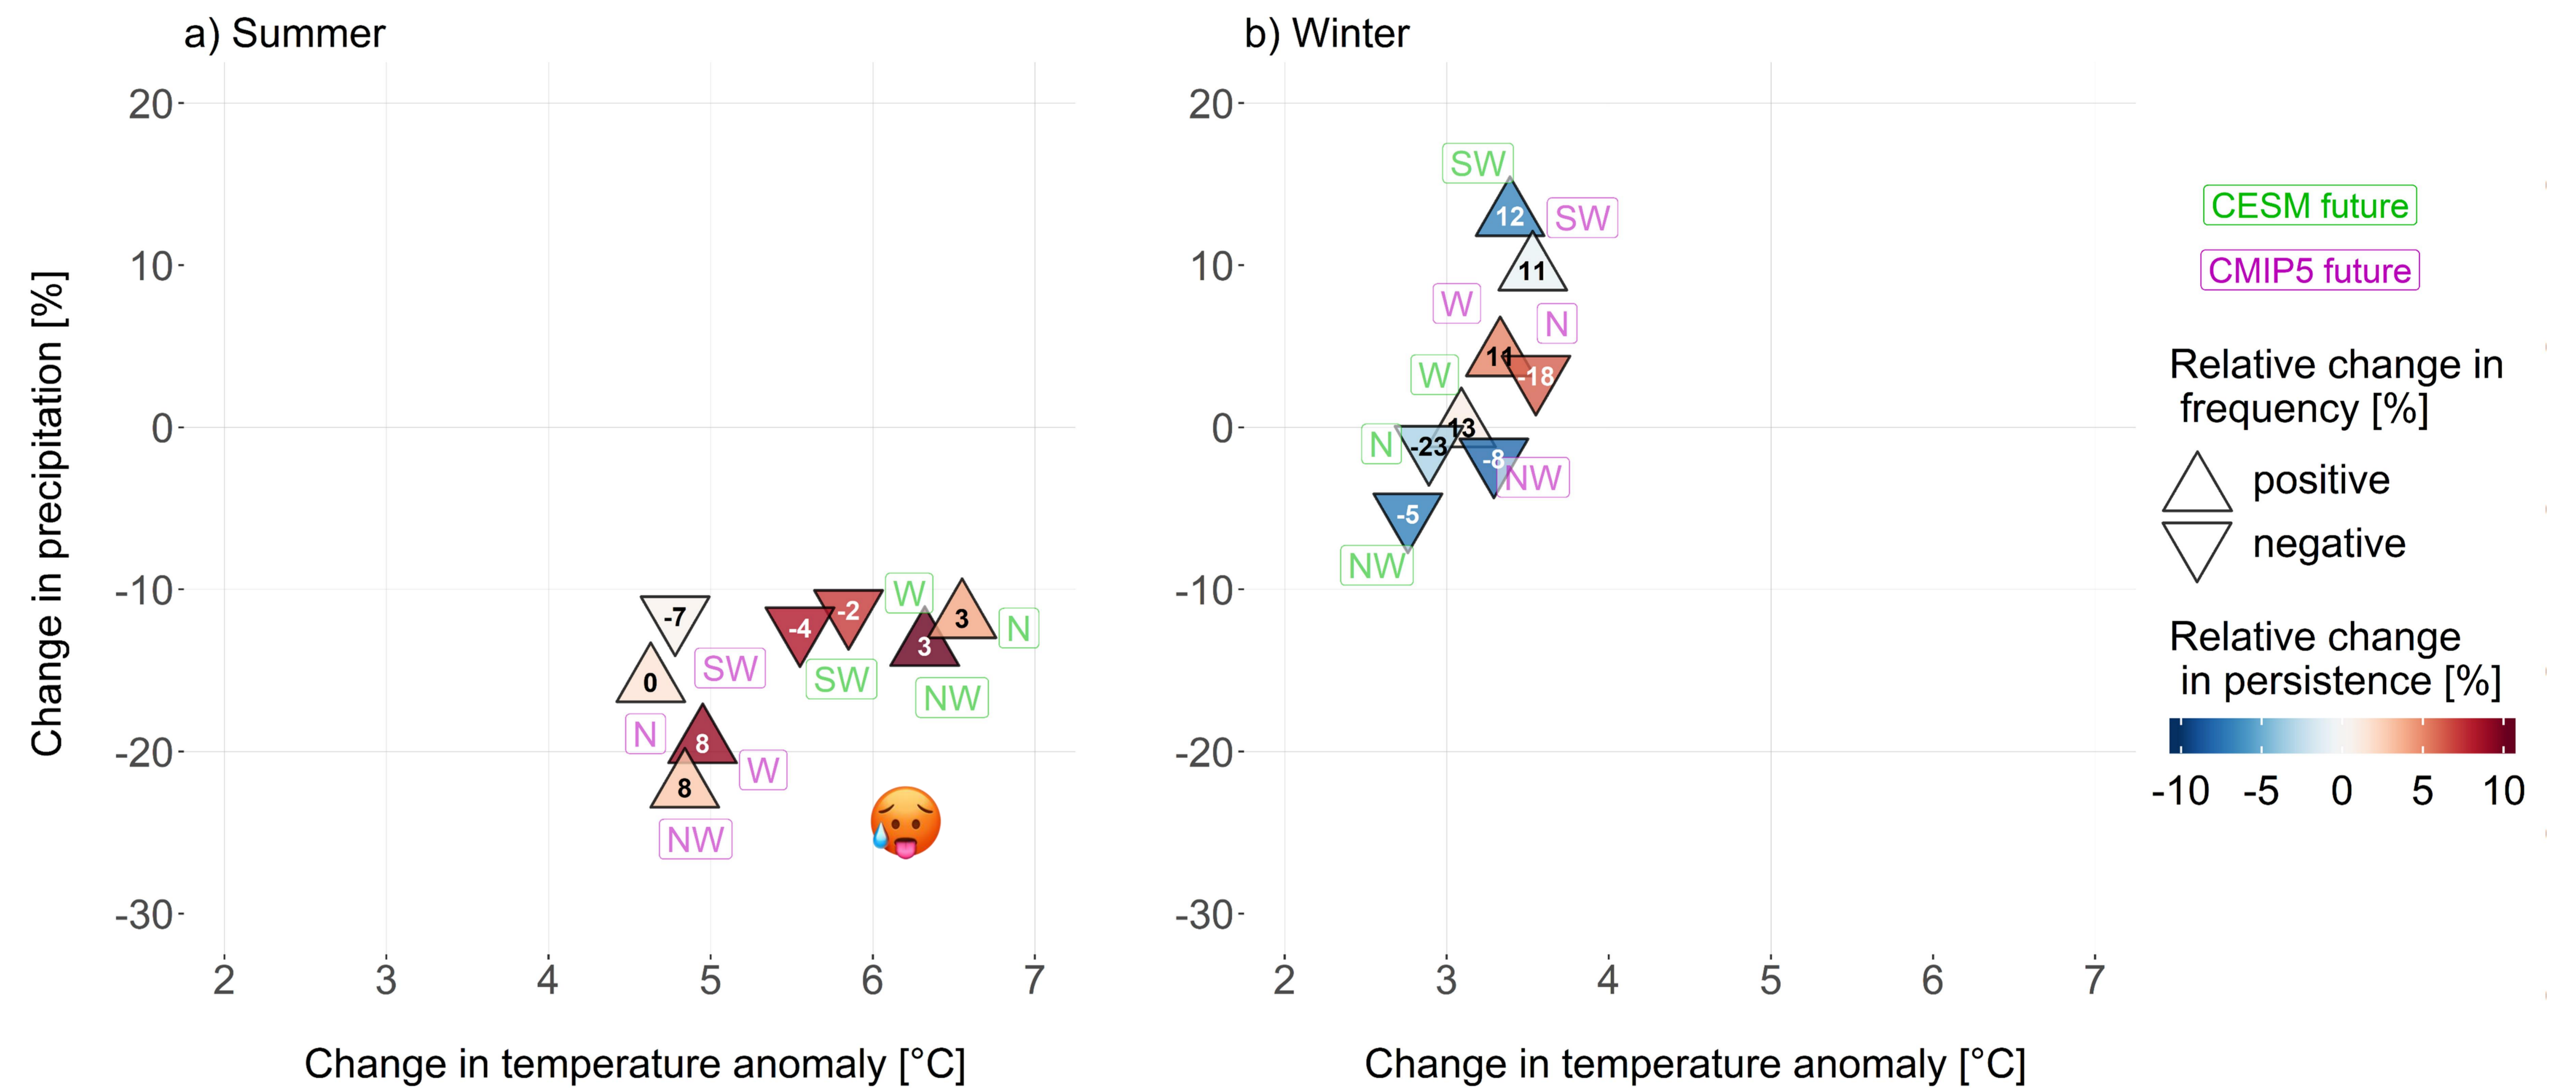 a) Summer
b) Winter
Change in precipitation [%]
20
10
0
-10
-20
-30
2 3 4 5 6 7
Change in temperature anomaly [°C]
-7
0
SW
N
8
W
8
NW
-4
-2
SW
W
3
3
N
NW
20
10
0
-10
-20
-30
2 3 4 5 6 7
Change in temperature anomaly [°C]
SW
12
SW
11
W
N
11
-18
W
13
N
-23
-8
NW
-5
NW
CESM future
CMIP5 future
Relative change in
frequency [%]
positive
negative
Relative change
in persistence [%]
-10 -5 0 5 10